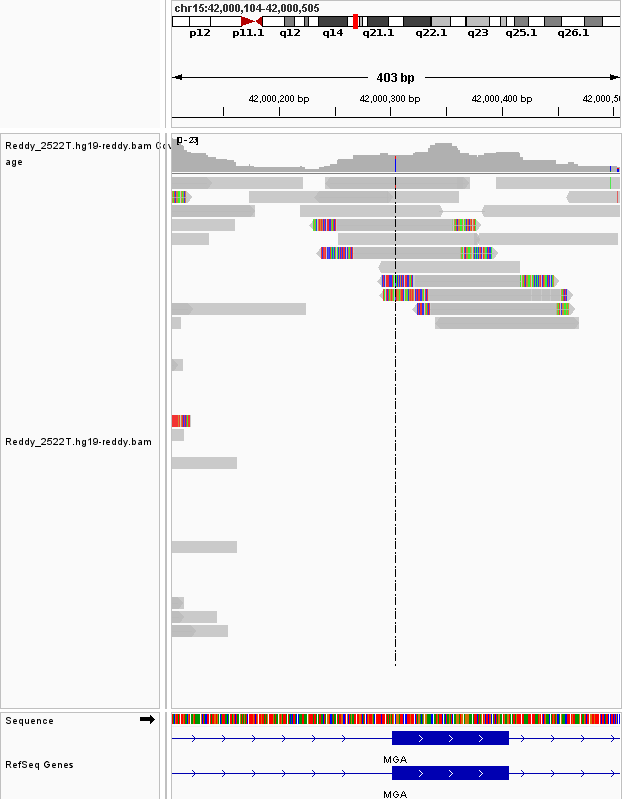 chr15:42,000,104-42,000,505
p12 p11.1 q12 q14 q21.1 q22.1 q23 q25.1 q26.1
403 bp
42,000,200 bp 42,000,300 bp 42,000,400 bp 42,000,5
Reddy_2522T.hg19-reddy.bam Cov
age
[0-23]
Reddy_2522T.hg19-reddy.bam
Sequence
MGA
RefSeq Genes
MGA